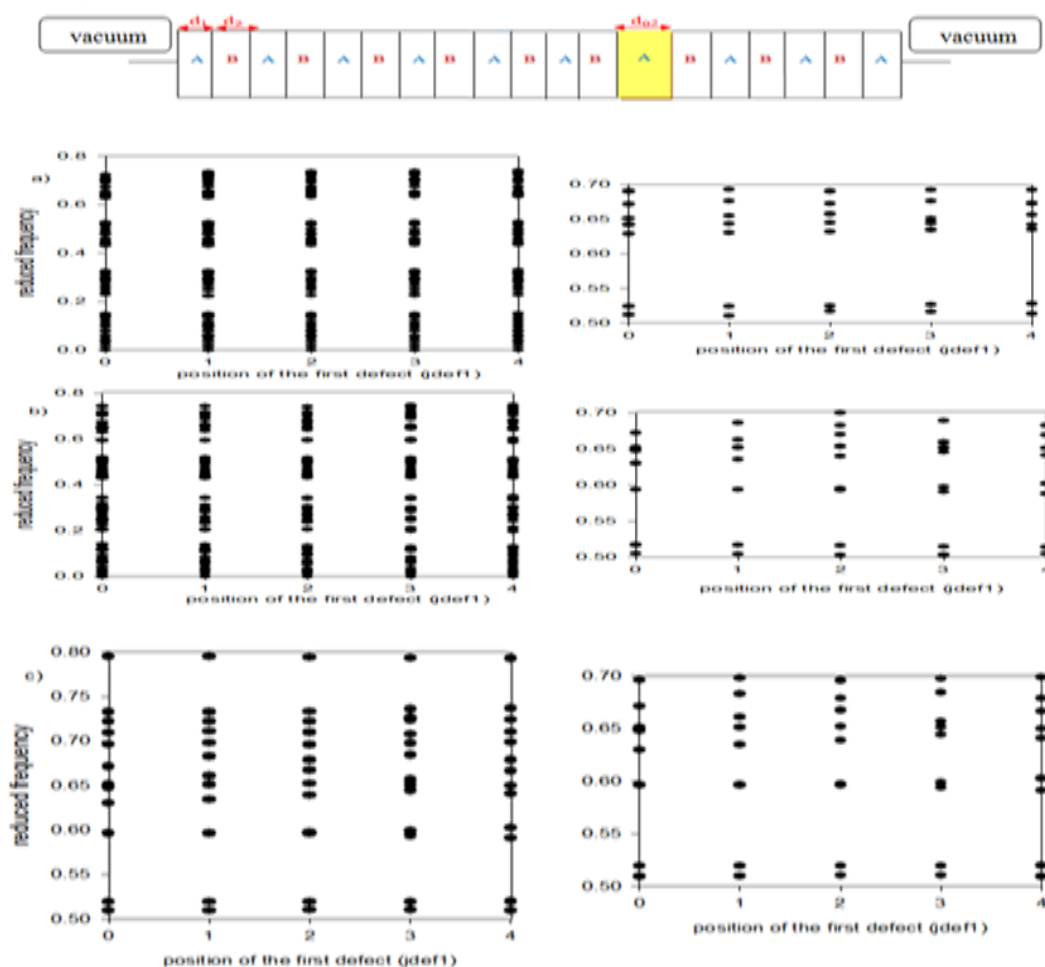 d1 d2 d02
vacuum A B A B A B A B A B A B A B A B A B A vacuum
a)
reduced frequency
0.8
0.6
0.4
0.2
0.0
0 1 2 3 4
position of the first defect (jdef1)
0.70
0.65
0.55
0.50
0 1 2 3 4
position of the first defect (jdef1)
reduced frequency
0.8
0.6
0.4
0.2
0.0
0 1 2 3 4
position of the first defect (jdef1)
0.70
0.65
0.60
0.55
0.50
0 1 2 3 4
position of the first defect (jdef1)
c)
reduced frequency
0.80
0.75
0.70
0.65
0.60
0.55
0.50
0 1 2 3 4
position of the first defect (jdef1)
0.70
0.65
0.60
0.55
0.50
0 1 2 3 4
position of the first defect (jdef1)